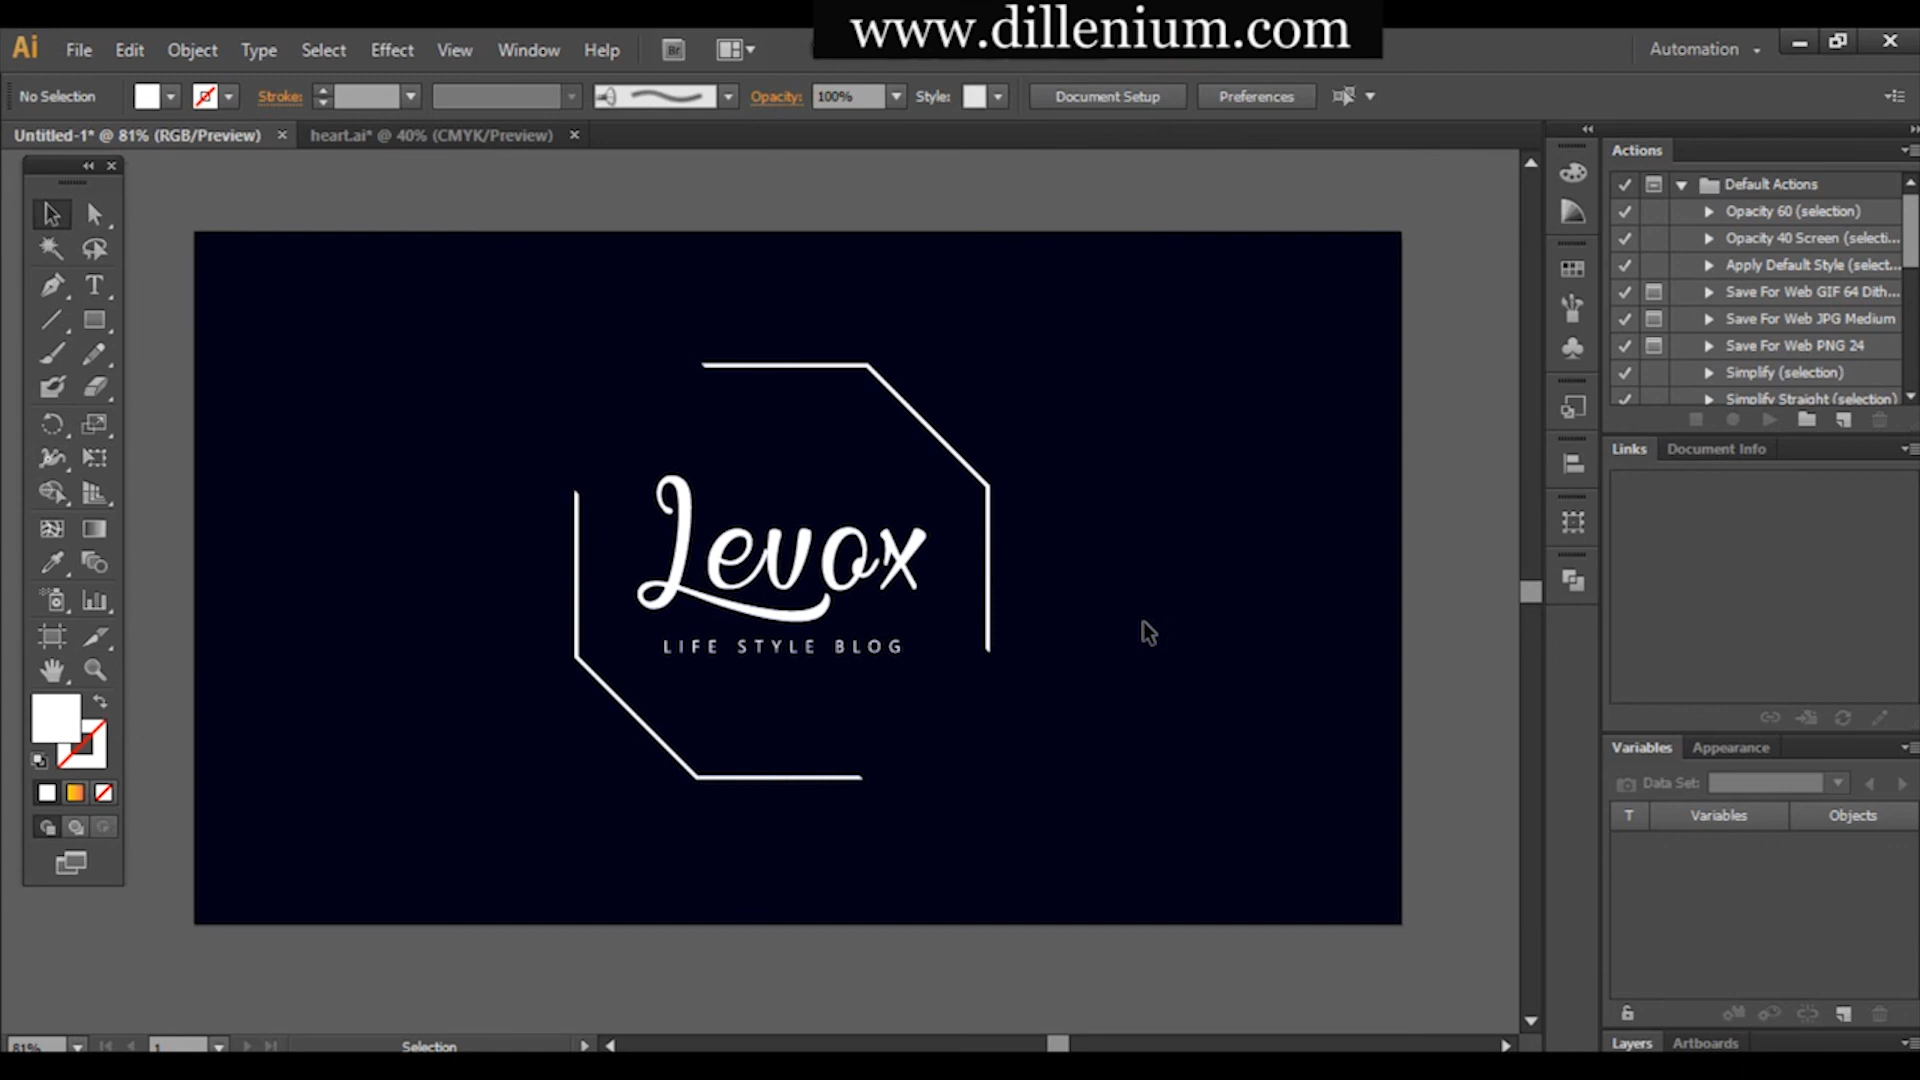 www.dillenium.com
Ai File Edit Object Type Select Effect View Window Help Br Automation
No Selection Stroke: Opacity: 100% Style: Document Setup Preferences
Untitled-1* @ 81% (RGB/Preview) heart.ai* @ 40% (CMYK/Preview)
Actions
Default Actions
Opacity 60 (selection)
Opacity 40 Screen (selecti...
Apply Default Style (select...
Save For Web GIF 64 Dith...
Save For Web JPG Medium
Save For Web PNG 24
Simplify (selection)
Simplify Straight (selection)
Links Document Info
Levox
LIFE STYLE BLOG
Variables Appearance
Data Set:
T Variables Objects
81% 1 Selection
Layers Artboards